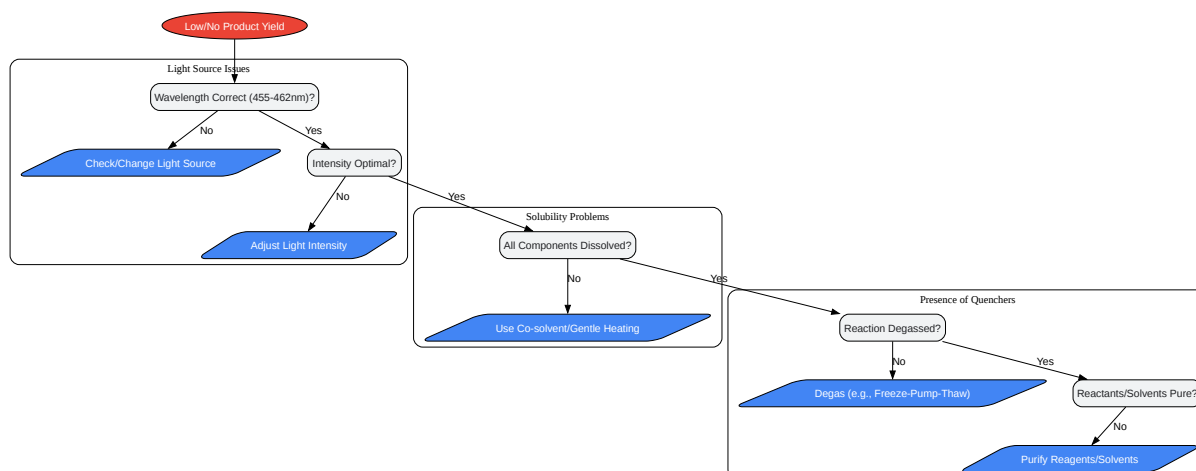 Low/No Product Yield
Light Source Issues
Wavelength Correct (455-462nm)?
No
Yes
Check/Change Light Source
Intensity Optimal?
No
Yes
Adjust Light Intensity
Solubility Problems
All Components Dissolved?
No
Yes
Use Co-solvent/Gentle Heating
Presence of Quenchers
Reaction Degassed?
No
Yes
Degas (e.g., Freeze-Pump-Thaw)
Reactants/Solvents Pure?
No
Purify Reagents/Solvents